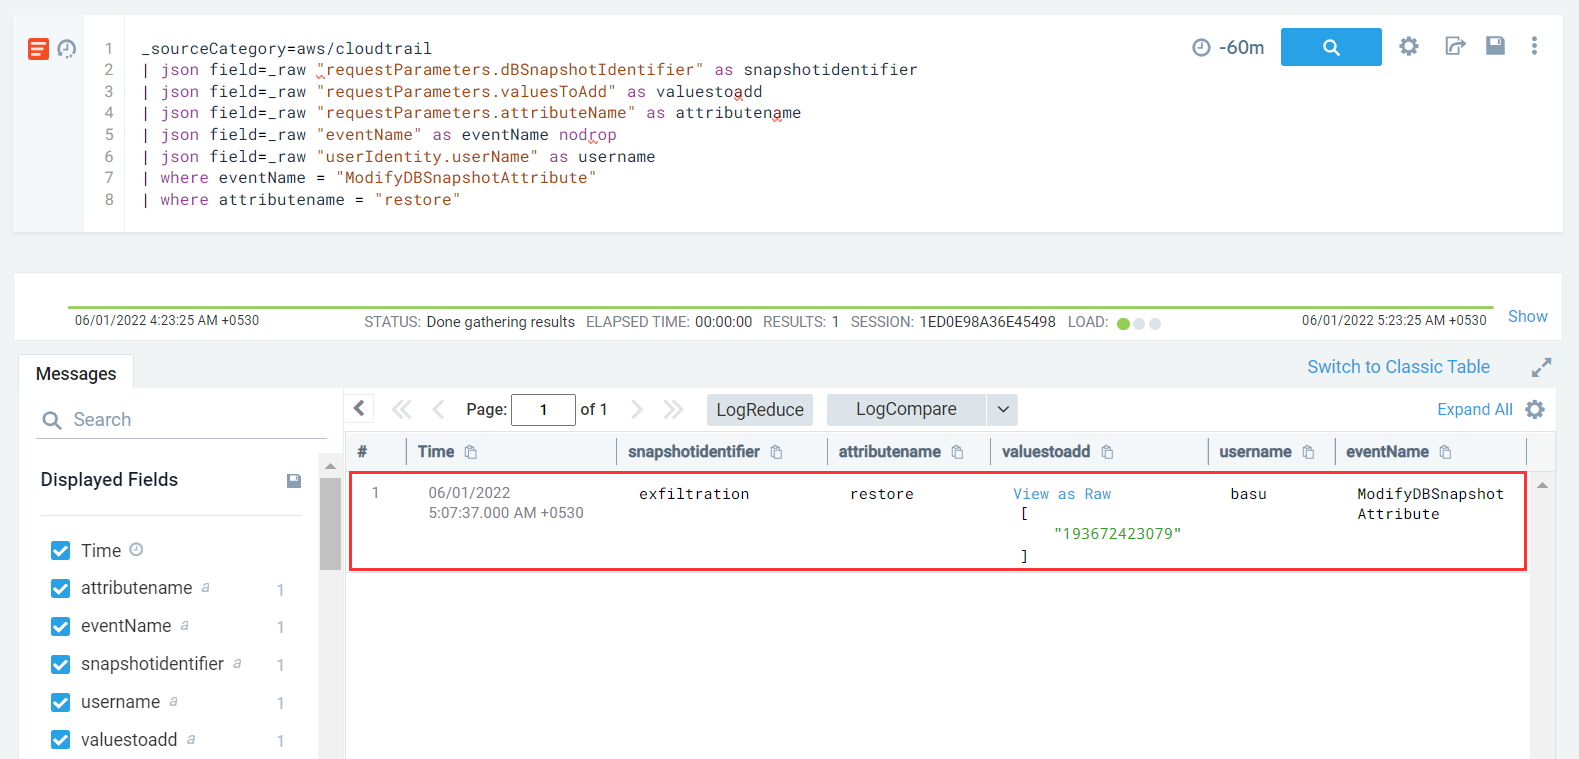 1 _sourceCategory=aws/cloudtrail
2 | json field=_raw "requestParameters.dBSnapshotIdentifier" as snapshotidentifier
3 | json field=_raw "requestParameters.valuesToAdd" as valuestoadd
4 | json field=_raw "requestParameters.attributeName" as attributename
5 | json field=_raw "eventName" as eventName nodrop
6 | json field=_raw "userIdentity.userName" as username
7 | where eventName = "ModifyDBSnapshotAttribute"
8 | where attributename = "restore"
-60m
06/01/2022 4:23:25 AM +0530
STATUS: Done gathering results ELAPSED TIME: 00:00:00 RESULTS: 1 SESSION: 1ED0E98A36E45498 LOAD:
06/01/2022 5:23:25 AM +0530
Show
Messages
Switch to Classic Table
Search
Page: 1 of 1
LogReduce
LogCompare
Expand All
# Time snapshotidentifier attributename valuestoadd username eventName
1
06/01/2022
5:07:37.000 AM +0530
exfiltration
restore
View as Raw
[
"193672423079"
]
basu
ModifyDBSnapshot
Attribute
Displayed Fields
Time
attributename a 1
eventName a 1
snapshotidentifier a 1
username a 1
valuestoadd a 1